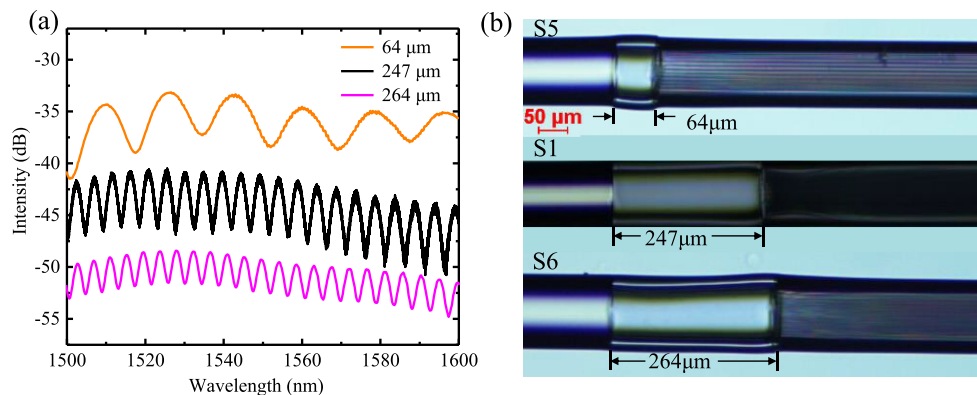 (a)
-30
-35
-40
-45
-50
-55
Intensity (dB)
64 μm
247 μm
264 μm
1500 1520 1540 1560 1580 1600
Wavelength (nm)
(b)
S5
50 μm
64μm
S1
247μm
S6
264μm